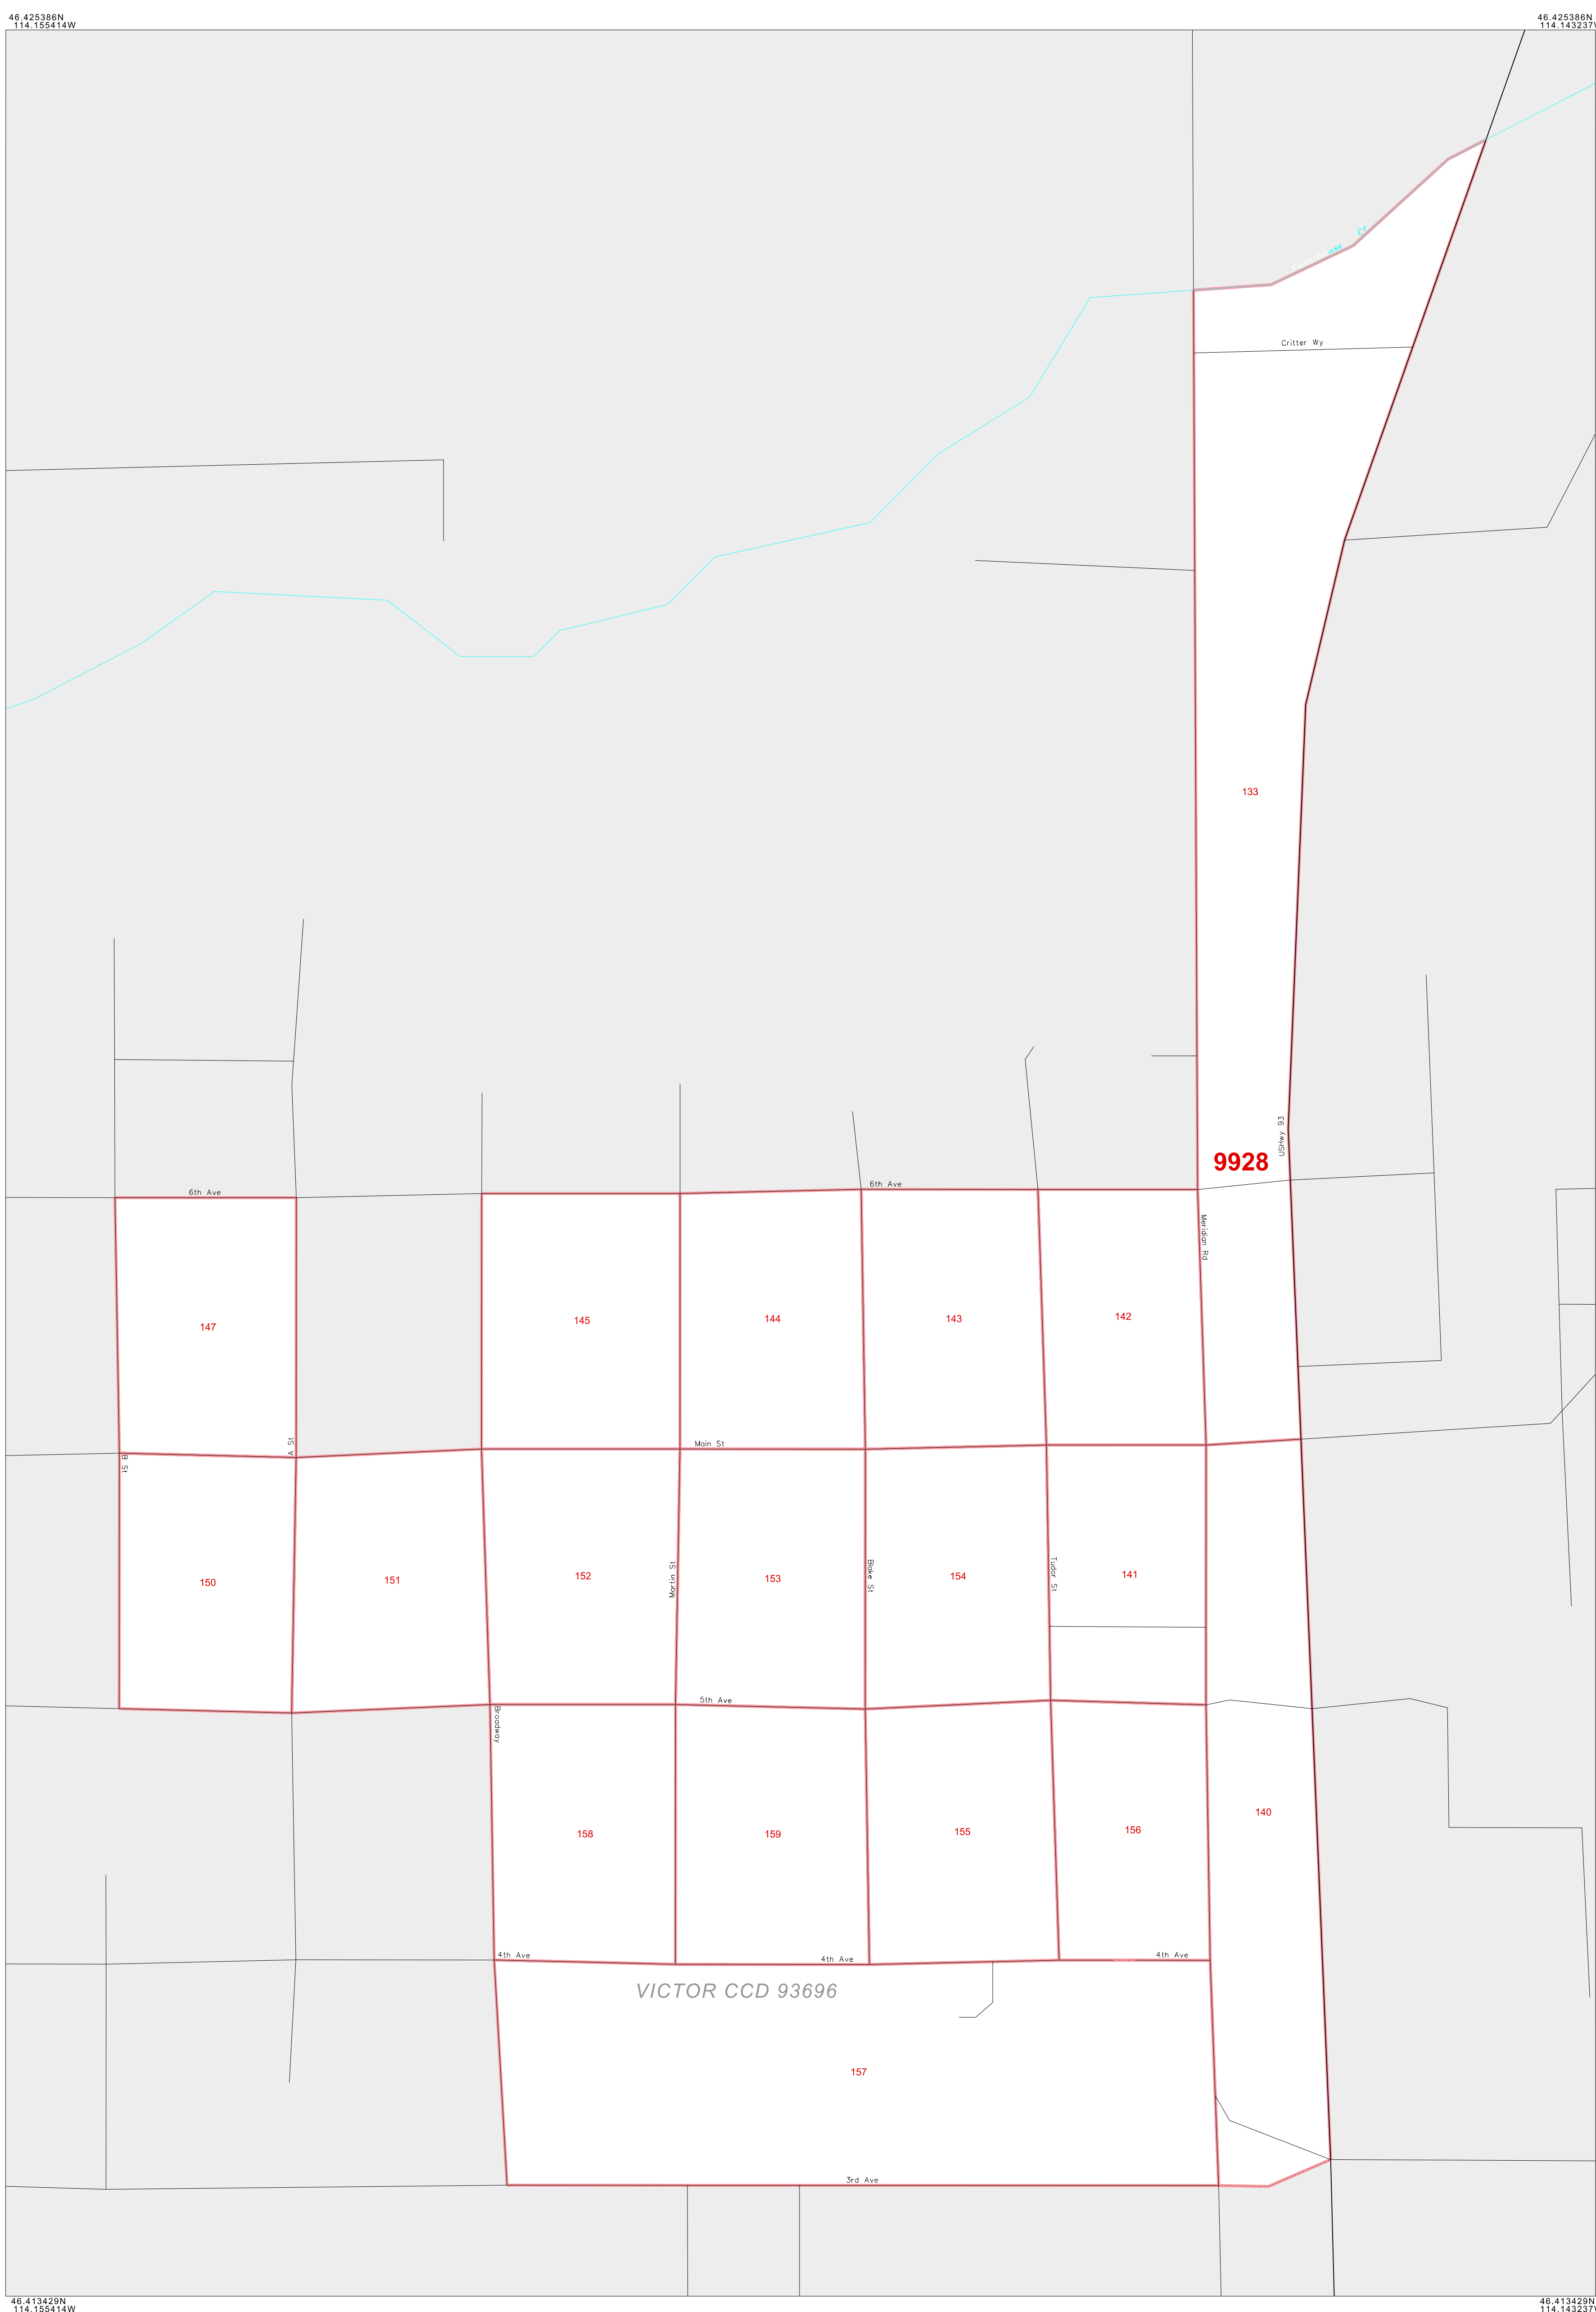 46.425386N
114.155414W
46.425386N
114.143237W
Cr
Critter Wy
133
USHwy 93
9928
6th Ave
6th Ave
Meridian Rd
147
145
144
143
142
A St
Main St
B St
150
151
152
Martin St
153
Blake St
154
Tudor St
141
5th Ave
Broadway
158
159
155
156
140
4th Ave
4th Ave
4th Ave
VICTOR CCD 93696
157
3rd Ave
46.413429N
114.155414W
46.413429N
114.143237W